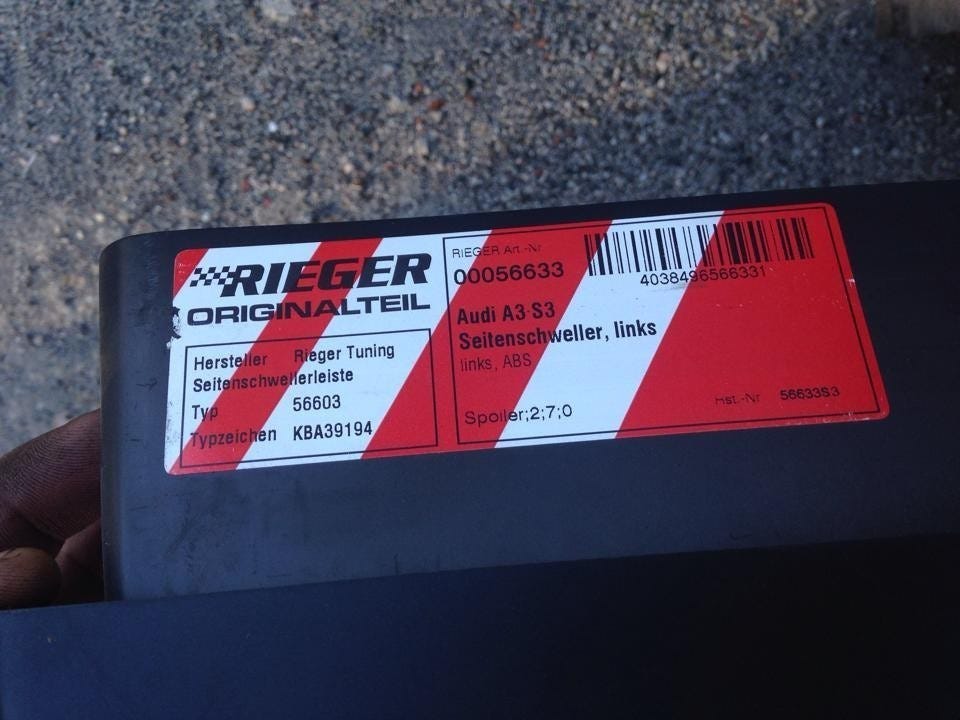 RIEGER
ORIGINALTEIL
Hersteller Rieger Tuning
Seitenschwellerleiste
Typ 56603
Typzeichen KBA39194
RIEGER Art.-Nr
00056633
4038496566331
Audi A3-S3
Seitenschweller, links
links, ABS
Spoiler;2;7;0
Hst.-Nr 56633S3